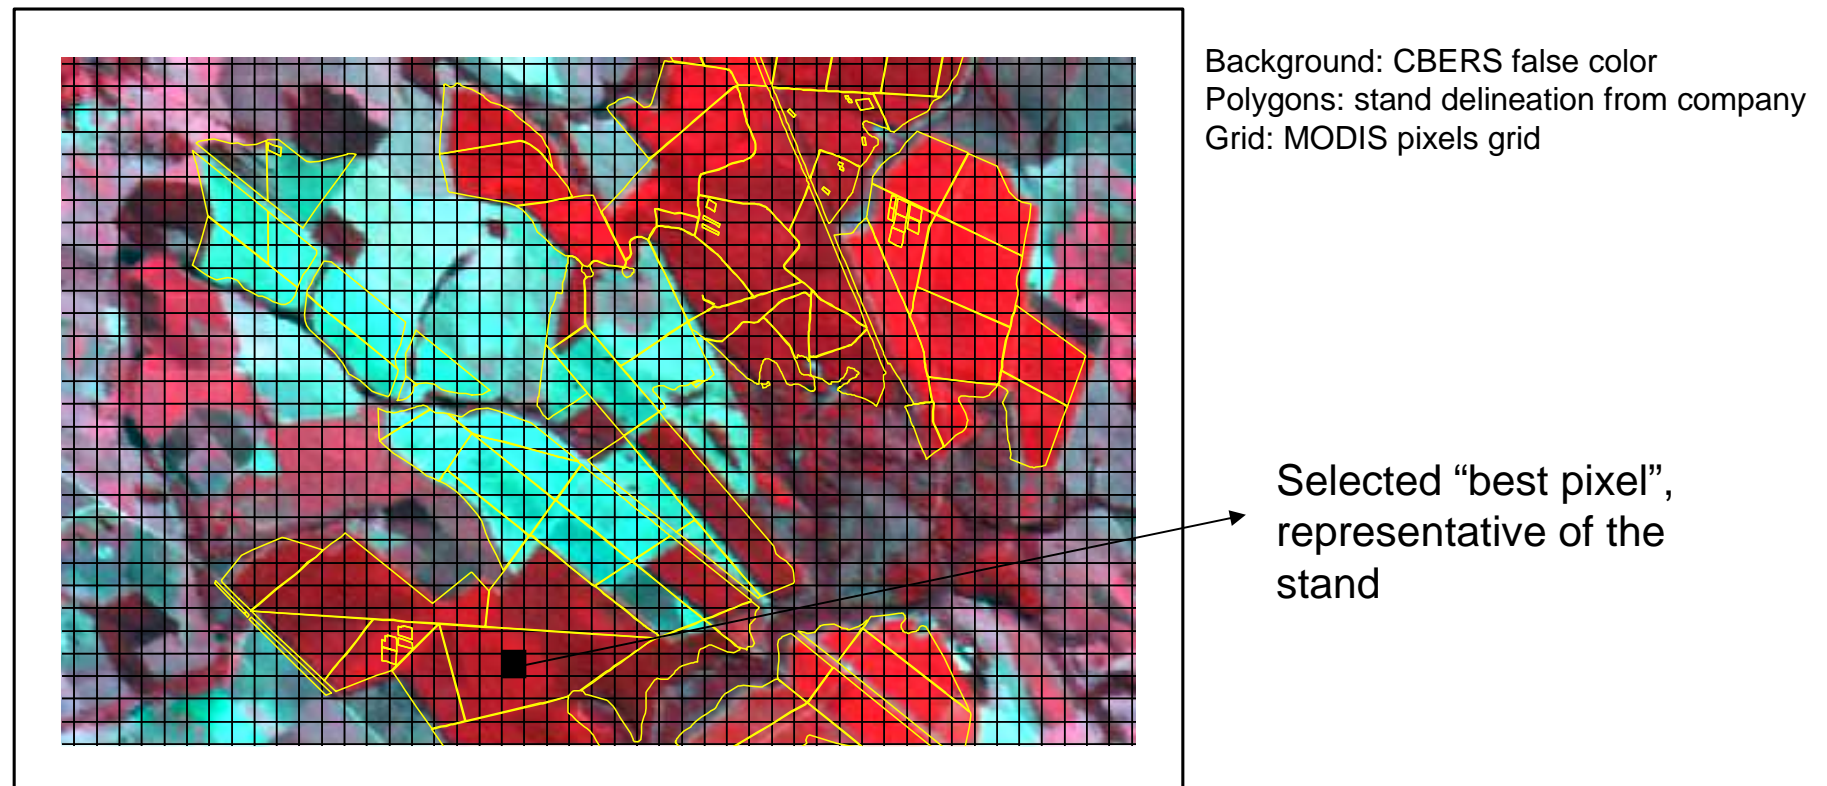 Background: CBERS false color
Polygons: stand delineation from company
Grid: MODIS pixels grid
Selected “best pixel”,
representative of the
stand